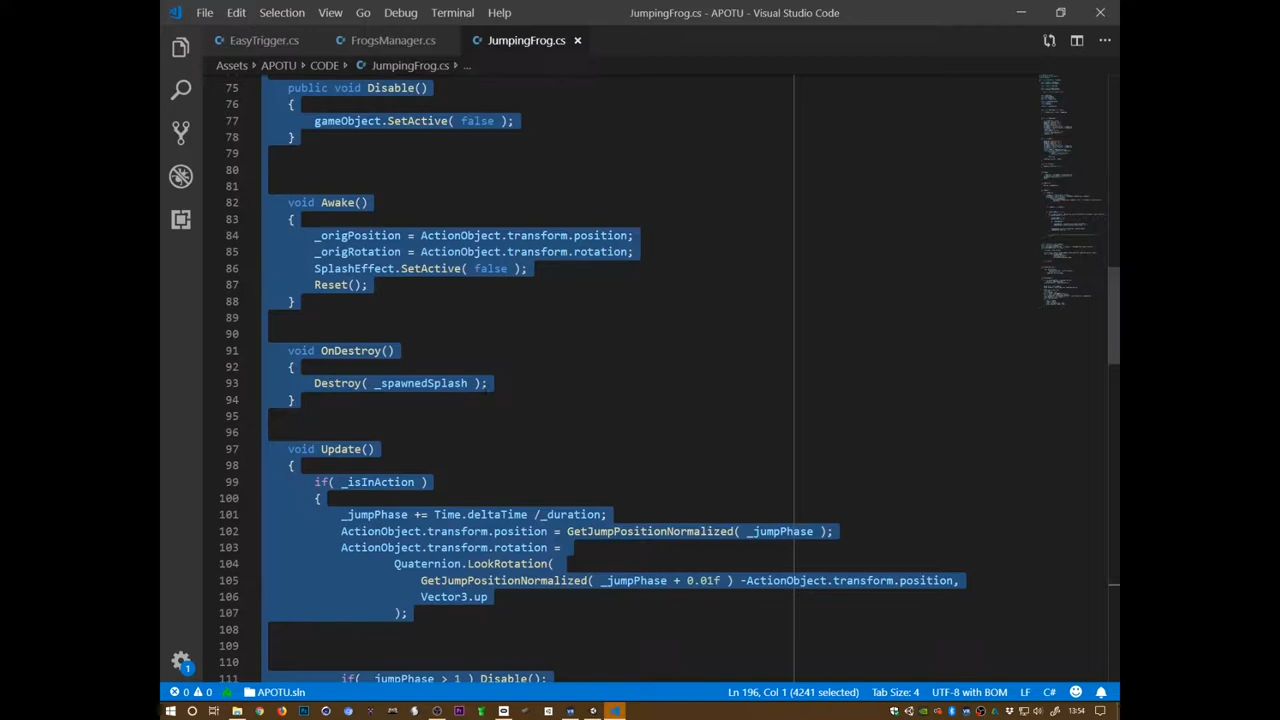 File Edit Selection View Go Debug Terminal Help JumpingFrog.cs - APOTU - Visual Studio Code
EasyTrigger.cs FrogsManager.cs JumpingFrog.cs
Assets > APOTU > CODE > JumpingFrog.cs > ...
75 public void Disable()
76 {
77 gameObject.SetActive( false );
78 }
79
80
81
82 void Awake()
83 {
84 _origPosition = ActionObject.transform.position;
85 _origRotation = ActionObject.transform.rotation;
86 SplashEffect.SetActive( false );
87 Reset();
88 }
89
90
91 void OnDestroy()
92 {
93 Destroy( _spawnedSplash );
94 }
95
96
97 void Update()
98 {
99 if( _isInAction )
100 {
101 _jumpPhase += Time.deltaTime /_duration;
102 ActionObject.transform.position = GetJumpPositionNormalized( _jumpPhase );
103 ActionObject.transform.rotation =
104 Quaternion.LookRotation(
105 GetJumpPositionNormalized( _jumpPhase + 0.01f ) -ActionObject.transform.position,
106 Vector3.up
107 );
108
109
110
111 if( _jumpPhase > 1 ) Disable();
0 0 APOTU.sln Ln 196, Col 1 (4241 selected) Tab Size: 4 UTF-8 with BOM LF C#
1
13:54